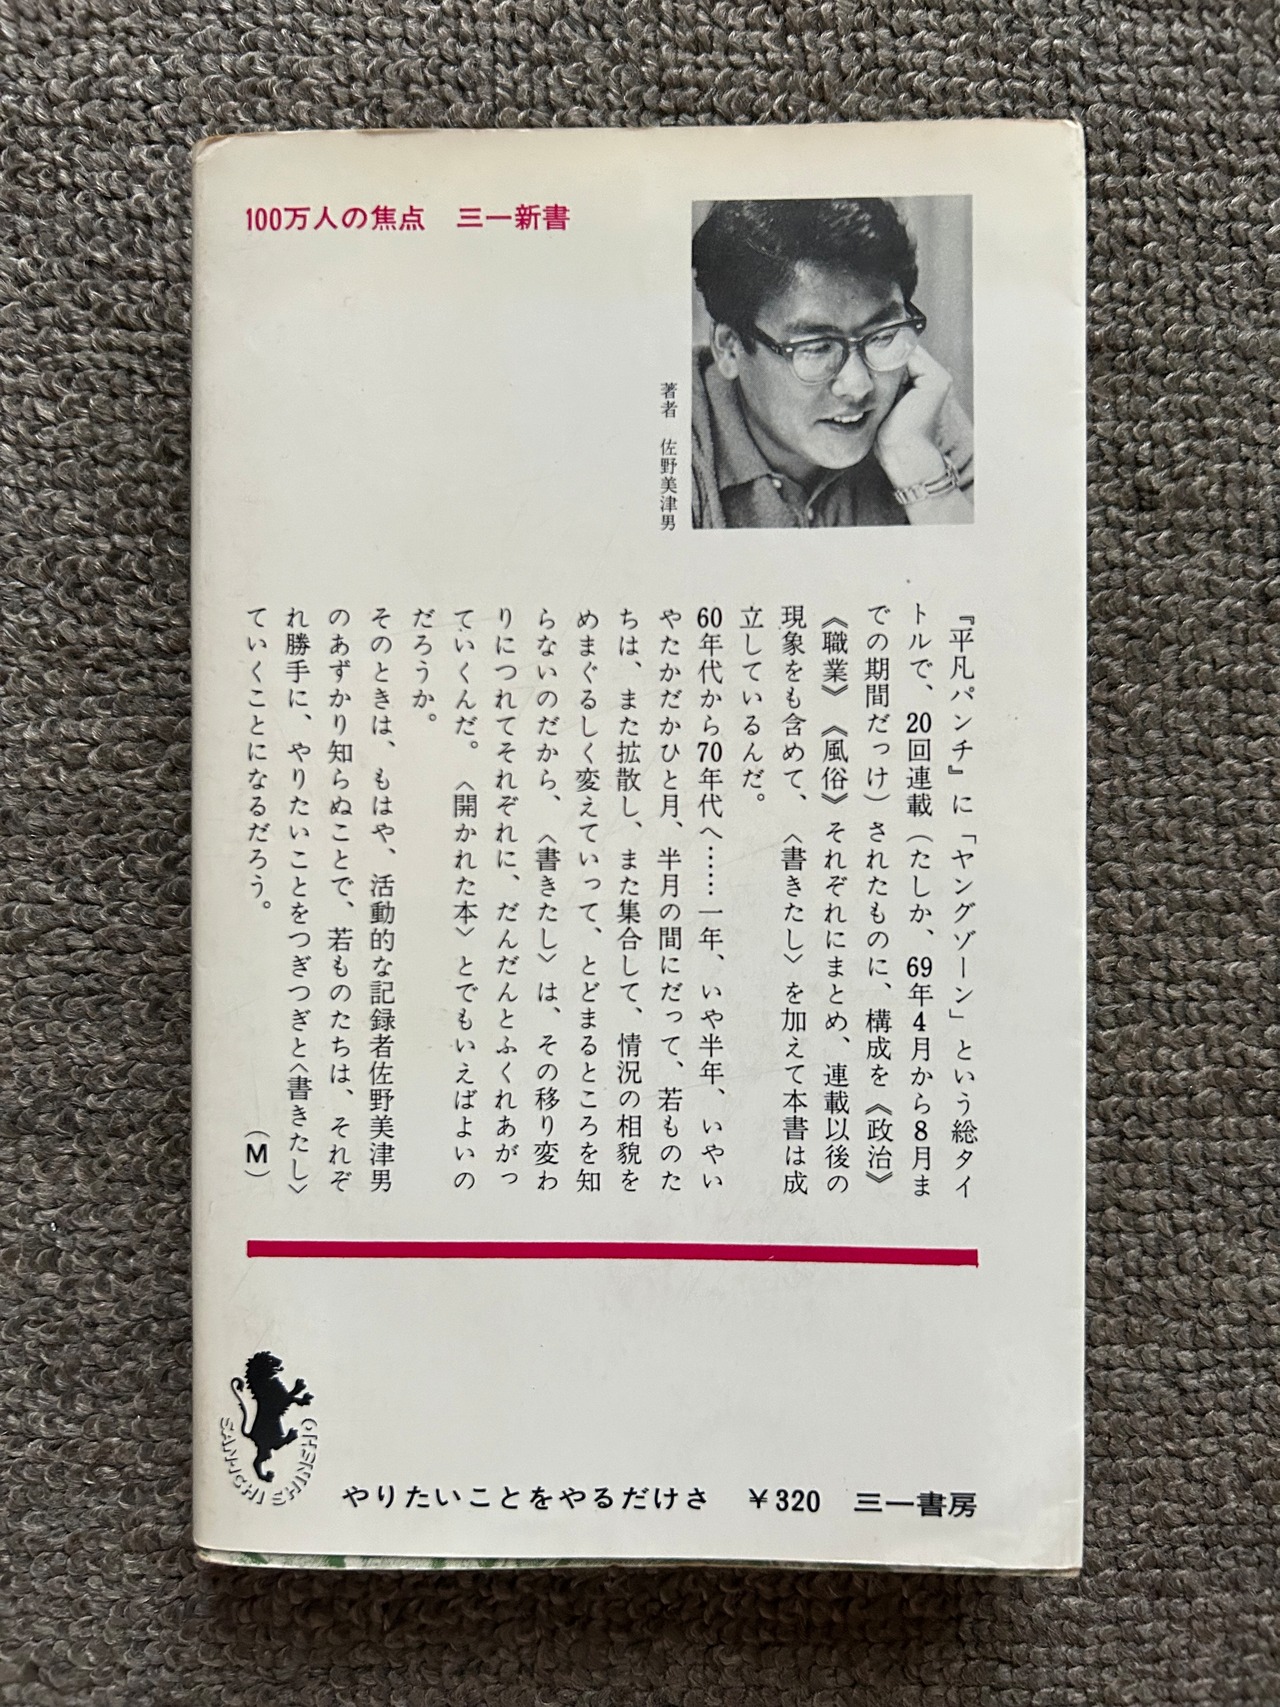 100万人の焦点 三一新書
著者 佐野美津男
『平凡パンチ』に「ヤングゾーン」という総タイ
トルで、20回連載（たしか、69年4月から8月ま
での期間だっけ）されたものに、構成を《政治》
《職業》《風俗》それぞれにまとめ、連載以後の
現象をも含めて、〈書きたし〉を加えて本書は成
立しているんだ。
60年代から70年代へ……一年、いや半年、いやい
やたかだかひと月、半月の間にだって、若ものた
ちは、また拡散し、また集合して、情況の相貌を
めまぐるしく変えていって、とどまるところを知
らないのだから、〈書きたし〉は、その移り変わ
りにつれてそれぞれに、だんだんとふくれあがっ
ていくんだ。〈開かれた本〉とでもいえばよいの
だろうか。
そのときは、もはや、活動的な記録者佐野美津男
のあずかり知らぬことで、若ものたちは、それぞ
れ勝手に、やりたいことをつぎつぎと〈書きたし〉
ていくことになるだろう。 （M）
SAN-ICHI SHINSHO
やりたいことをやるだけさ ￥320 三一書房